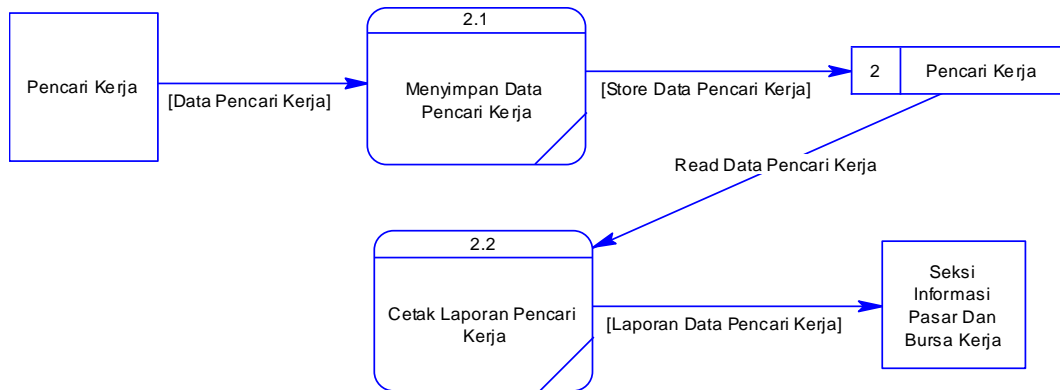 2.1
Pencari Kerja
[Data Pencari Kerja]
Menyimpan Data
Pencari Kerja
[Store Data Pencari Kerja]
2
Pencari Kerja
Read Data Pencari Kerja
2.2
Cetak Laporan Pencari
Kerja
[Laporan Data Pencari Kerja]
Seksi
Informasi
Pasar Dan
Bursa Kerja